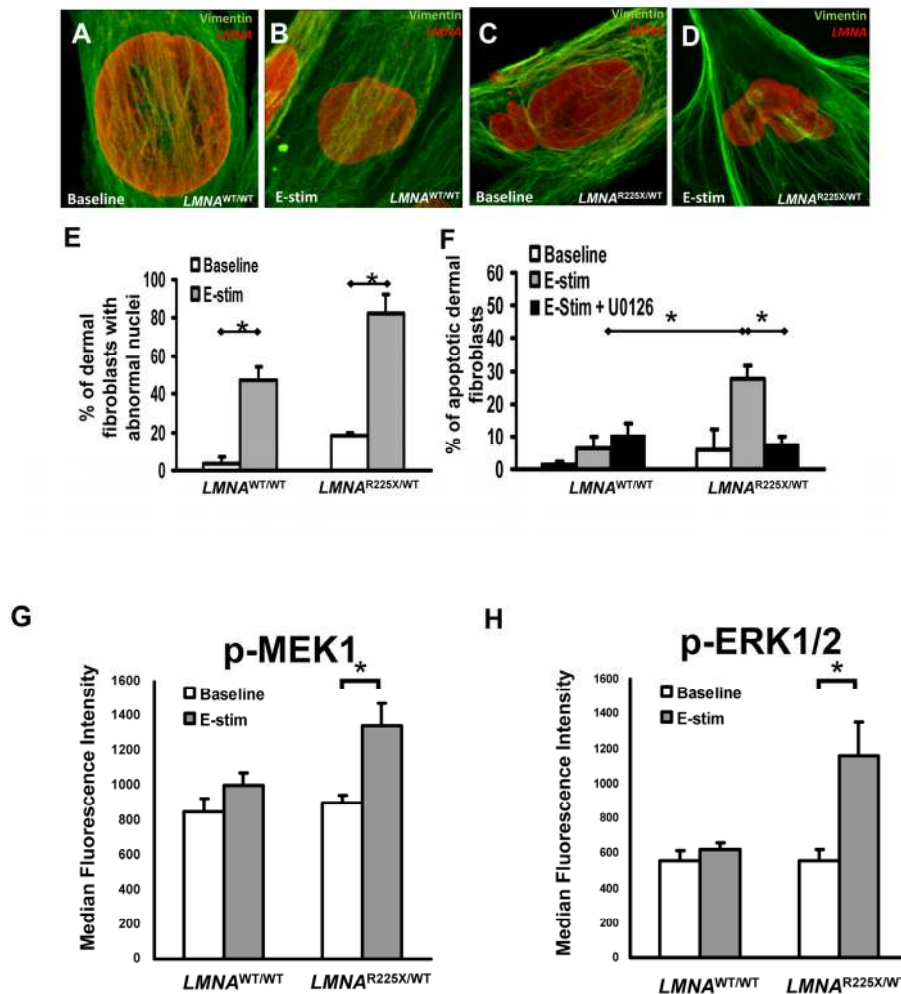 A
Vimentin
LMNA
Baseline
LMNA^WT/WT
B
Vimentin
LMNA
E-stim
LMNA^WT/WT
C
Vimentin
LMNA
Baseline
LMNA^R225X/WT
D
Vimentin
LMNA
E-stim
LMNA^R225X/WT
E
Baseline
E-stim
% of dermal
fibroblasts with
abnormal nuclei
100
80
60
40
20
0
*
*
LMNA^WT/WT
LMNA^R225X/WT
F
Baseline
E-stim
E-Stim + U0126
% of apoptotic dermal
fibroblasts
60
50
40
30
20
10
0
*
*
LMNA^WT/WT
LMNA^R225X/WT
G
p-MEK1
Baseline
E-stim
Median Fluorescence Intensity
1600
1400
1200
1000
800
600
400
200
0
*
LMNA^WT/WT
LMNA^R225X/WT
H
p-ERK1/2
Baseline
E-stim
Median Fluorescence Intensity
1600
1400
1200
1000
800
600
400
200
0
*
LMNA^WT/WT
LMNA^R225X/WT